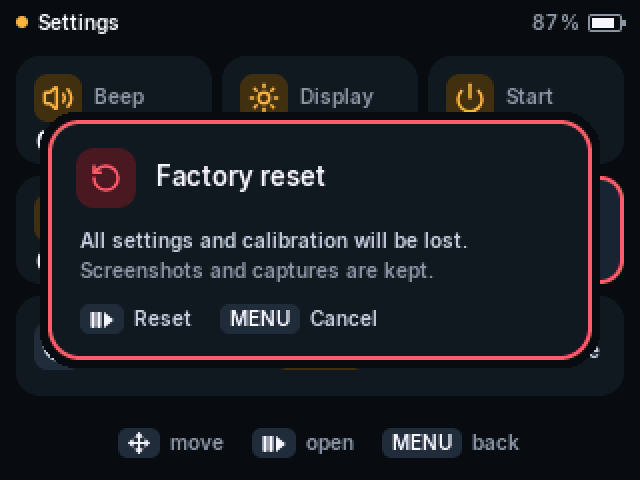 Settings
87%
Beep
Display
Start
Factory reset
All settings and calibration will be lost.
Screenshots and captures are kept.
Reset
MENU Cancel
move
open
MENU back